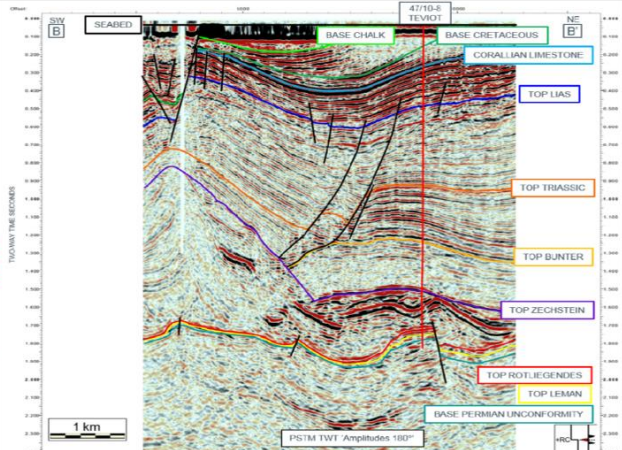 Offset
SW
B
SEABED
47/10-8
TEVIOT
NE
B'
BASE CHALK
BASE CRETACEOUS
CORALLIAN LIMESTONE
TOP LIAS
TOP TRIASSIC
TOP BUNTER
TOP ZECHSTEIN
TOP ROTLIEGENDES
TOP LEMAN
BASE PERMIAN UNCONFORMITY
TWO-WAY TIME SECONDS
1 km
PSTM TWT 'Amplitudes 180°'
+RC